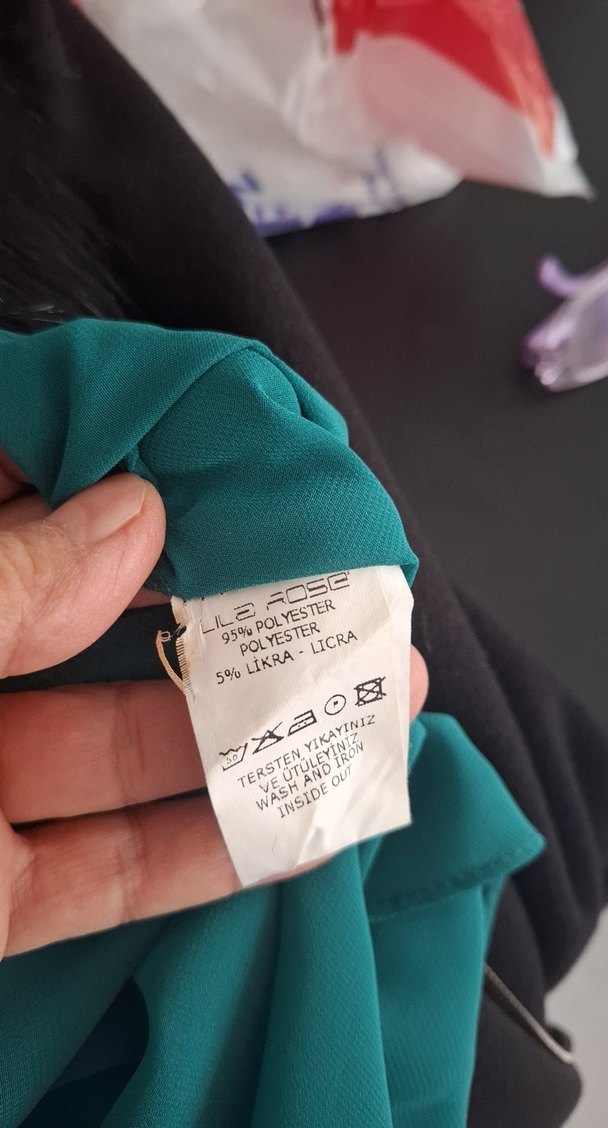 LILA ROSE
95% POLYESTER
POLYESTER
5% LİKRA - LICRA
30
TERSTEN YIKAYINIZ
VE ÜTÜLEYİNİZ
WASH AND IRON
INSIDE OUT